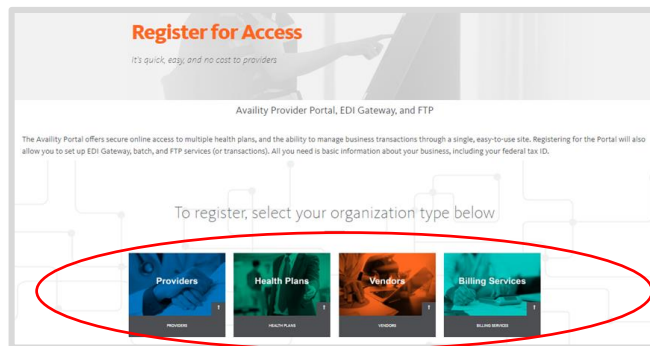 Register for Access
It's quick, easy, and no cost to providers
Availity Provider Portal, EDI Gateway, and FTP
The Availity Portal offers secure online access to multiple health plans, and the ability to manage business transactions through a single, easy-to-use site. Registering for the Portal will also
allow you to set up EDI Gateway, batch, and FTP services (or transactions). All you need is basic information about your business, including your federal tax ID.
To register, select your organization type below
Providers
Health Plans
Vendors
Billing Services
PROVIDERS
HEALTH PLANS
VENDORS
BILLING SERVICES